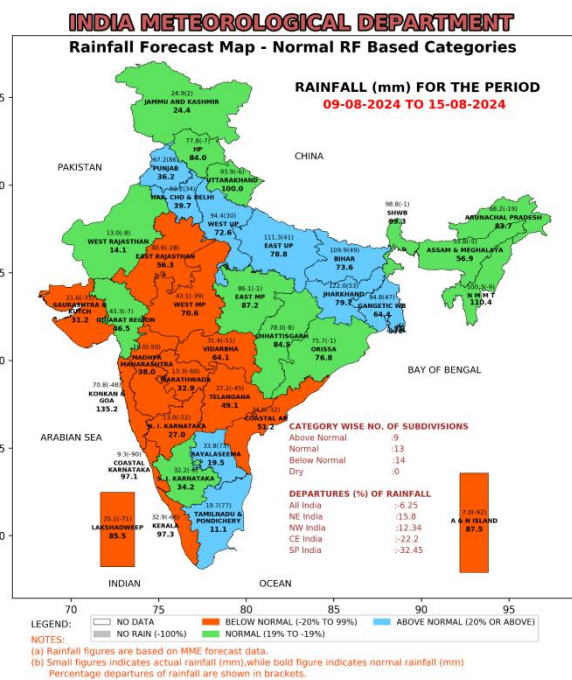 INDIA METEOROLOGICAL DEPARTMENT
Rainfall Forecast Map - Normal RF Based Categories
RAINFALL (mm) FOR THE PERIOD
09-08-2024 TO 15-08-2024
24.9(2)
JAMMU AND KASHMIR
24.4
77.8(-7)
HP
84.0
PAKISTAN
CHINA
67.2(86)
PUNJAB
36.2
93.9(-6)
UTTARAKHAND
100.0
HAR. CHD & DELHI
39.7
94.4(30)
WEST UP
72.6
98.8(-1)
SHWB
99.3
68.2(-19)
ARUNACHAL PRADESH
83.7
13.0(-8)
WEST RAJASTHAN
14.1
40.6(-28)
EAST RAJASTHAN
56.3
111.3(41)
EAST UP
78.8
109.9(49)
BIHAR
73.6
53.8(-5)
ASSAM & MEGHALAYA
56.9
21.6(-31)
SAURASHTRA &
KUTCH
31.2
43.3(-7)
GUJARAT REGION
46.5
43.1(-39)
WEST MP
70.6
86.1(-1)
EAST MP
87.2
122.0(53)
JHARKHAND
79.7
94.8(47)
GANGETIC WB
64.4
100.3(-9)
N M M T
110.4
(-50)
MADHYA
MAHARASHTRA
38.0
31.4(-51)
VIDARBHA
64.1
78.0(-8)
CHHATTISGARH
84.5
75.7(-1)
ORISSA
76.8
BAY OF BENGAL
70.8(-48)
KONKAN &
GOA
135.2
13.3(-60)
MARATHWADA
32.9
27.2(-45)
TELANGANA
49.1
(-32)
COASTAL AP
51.2
ARABIAN SEA
13.0(-52)
N. I. KARNATAKA
27.0
9.3(-90)
COASTAL
KARNATAKA
97.1
33.8(73)
RAYALASEEMA
19.5
S. I. KARNATAKA
34.2
19.7(77)
TAMILNADU &
PONDICHERY
11.1
25.1(-71)
LAKSHADWEEP
85.5
KERALA
97.3
7.0(-92)
A & N ISLAND
87.5
CATEGORY WISE NO. OF SUBDIVISIONS
Above Normal :9
Normal :13
Below Normal :14
Dry :0
DEPARTURES (%) OF RAINFALL
All India :-6.25
NE India :15.8
NW India :12.34
CE India :-22.2
SP India :-32.45
INDIAN OCEAN
70 75 80 85 90 95
LEGEND:
NO DATA
NO RAIN (-100%)
BELOW NORMAL (-20% TO 99%)
NORMAL (19% TO -19%)
ABOVE NORMAL (20% OR ABOVE)
NOTES:
(a) Rainfall figures are based on MME forecast data.
(b) Small figures indicates actual rainfall (mm),while bold figure indicates normal rainfall (mm)
Percentage departures of rainfall are shown in brackets.